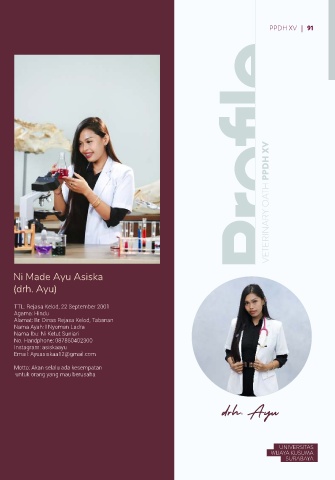 PPDH XV | 91
Profile
VETERINARY OATH PPDH XV
Ni Made Ayu Asiska
(drh. Ayu)
TTL: Rejasa Kelod, 22 September 2001
Agama: Hindu
Alamat: Br. Dinas Rejasa Kelod, Tabanan
Nama Ayah: I Nyoman
Nama Ibu: Ni Ketut Suniari
No. Handphone: 087860402300
Instagram: asiskaayu
Email: Ayuasiskaa12@gmail.com
Motto: Akan selalu ada kesempatan
untuk orang yang mau berusaha
drh. Ayu
UNIVERSITAS
WIJAYA KUSUMA
SURABAYA